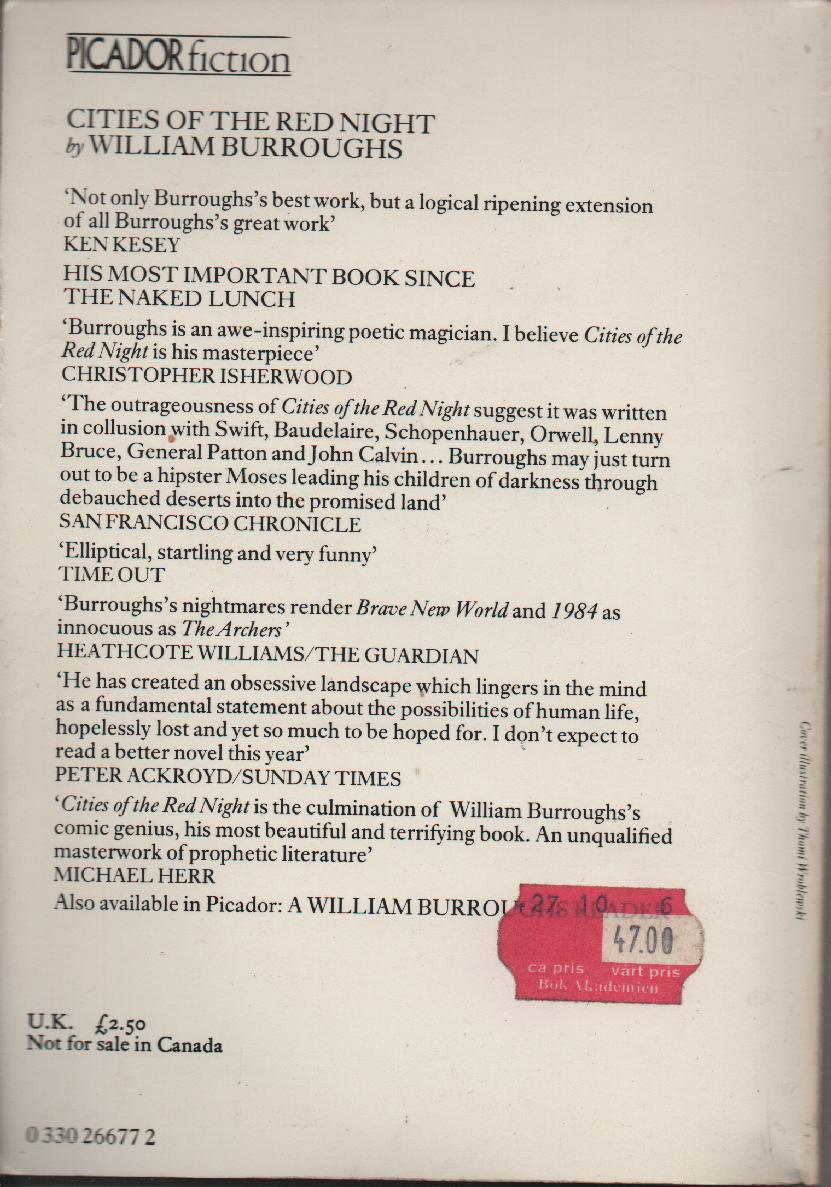 PICADOR fiction
CITIES OF THE RED NIGHT
by WILLIAM BURROUGHS
‘Not only Burroughs’s best work, but a logical ripening extension
of all Burroughs’s great work’
KEN KESEY
HIS MOST IMPORTANT BOOK SINCE
THE NAKED LUNCH
‘Burroughs is an awe-inspiring poetic magician. I believe Cities of the
Red Night is his masterpiece’
CHRISTOPHER ISHERWOOD
‘The outrageousness of Cities of the Red Night suggest it was written
in collusion with Swift, Baudelaire, Schopenhauer, Orwell, Lenny
Bruce, General Patton and John Calvin... Burroughs may just turn
out to be a hipster Moses leading his children of darkness through
debauched deserts into the promised land’
SAN FRANCISCO CHRONICLE
‘Elliptical, startling and very funny’
TIME OUT
‘Burroughs’s nightmares render Brave New World and 1984 as
innocuous as The Archers’
HEATHCOTE WILLIAMS/THE GUARDIAN
‘He has created an obsessive landscape which lingers in the mind
as a fundamental statement about the possibilities of human life,
hopelessly lost and yet so much to be hoped for. I don’t expect to
read a better novel this year’
PETER ACKROYD/SUNDAY TIMES
‘Cities of the Red Night is the culmination of William Burroughs’s
comic genius, his most beautiful and terrifying book. An unqualified
masterwork of prophetic literature’
MICHAEL HERR
Also available in Picador: A WILLIAM BURROUGHS READER
27 10 6
47.00
ca pris vårt pris
Bok Akademien
U.K. £2.50
Not for sale in Canada
0 330 26677 2
Cover illustration by Thomi Wroblewski